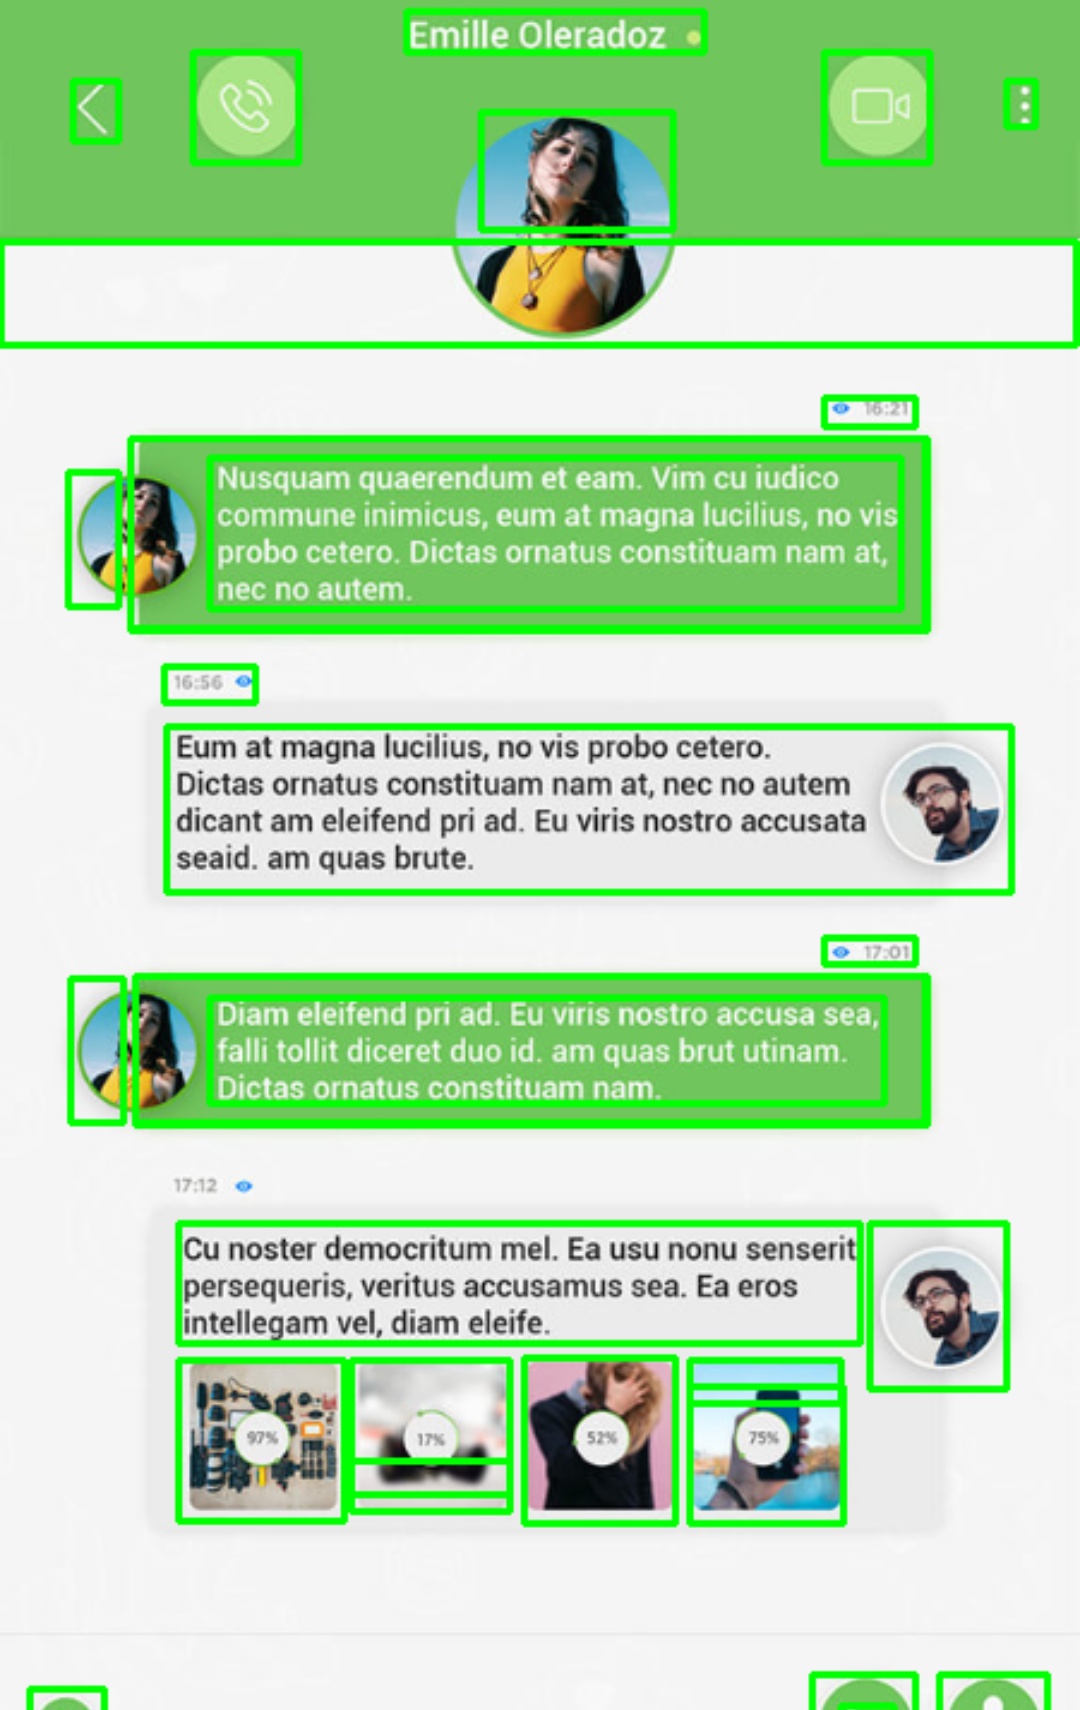 Emille Oleradoz
16:21
Nusquam quaerendum et eam. Vim cu iudico
commune inimicus, eum at magna lucilius, no vis
probo cetero. Dictas ornatus constituam nam at,
nec no autem.
16:56
Eum at magna lucilius, no vis probo cetero.
Dictas ornatus constituam nam at, nec no autem
dicant am eleifend pri ad. Eu viris nostro accusata
seaid. am quas brute.
17:01
Diam eleifend pri ad. Eu viris nostro accusa sea,
falli tollit diceret duo id. am quas brut utinam.
Dictas ornatus constituam nam.
17:12
Cu noster democritum mel. Ea usu nonu senserit
persequeris, veritus accusamus sea. Ea eros
intellegam vel, diam eleife.
97%
17%
52%
75%